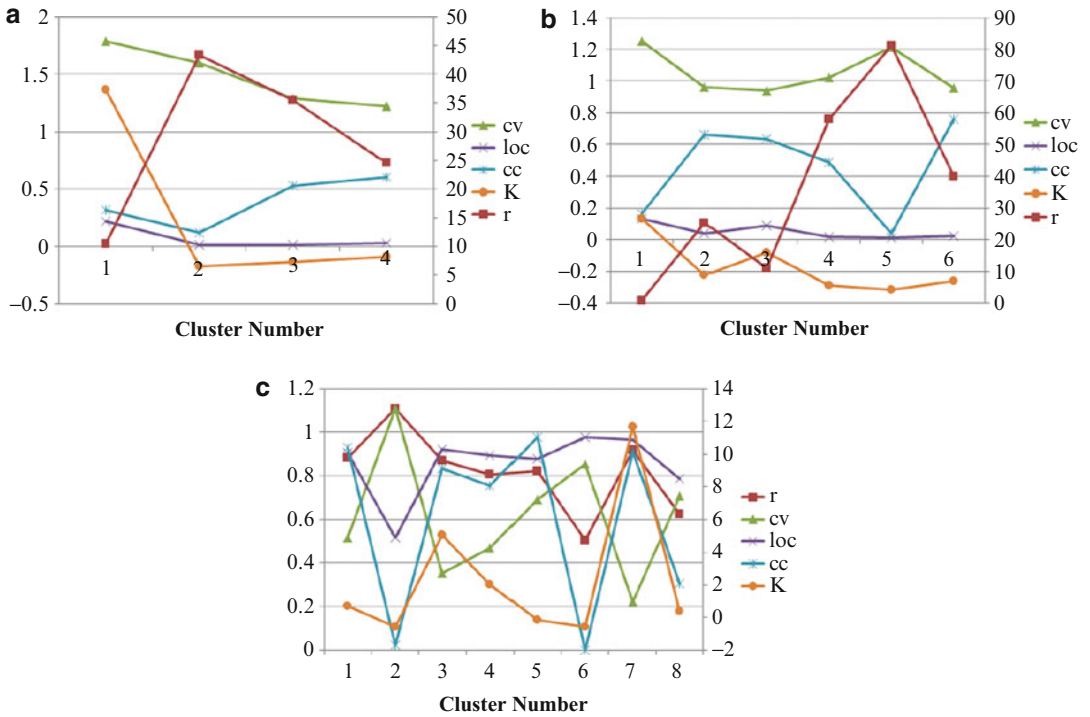 a
2
1.5
1
0.5
0
−0.5
50
45
40
35
30
25
20
15
10
5
0
1 2 3 4
Cluster Number
cv
loc
cc
K
r
b
1.4
1.2
1
0.8
0.6
0.4
0.2
0
−0.2
−0.4
90
80
70
60
50
40
30
20
10
0
1 2 3 4 5 6
Cluster Number
cv
loc
cc
K
r
c
1.2
1
0.8
0.6
0.4
0.2
0
14
12
10
8
6
4
2
0
−2
1 2 3 4 5 6 7 8
Cluster Number
r
cv
loc
cc
K